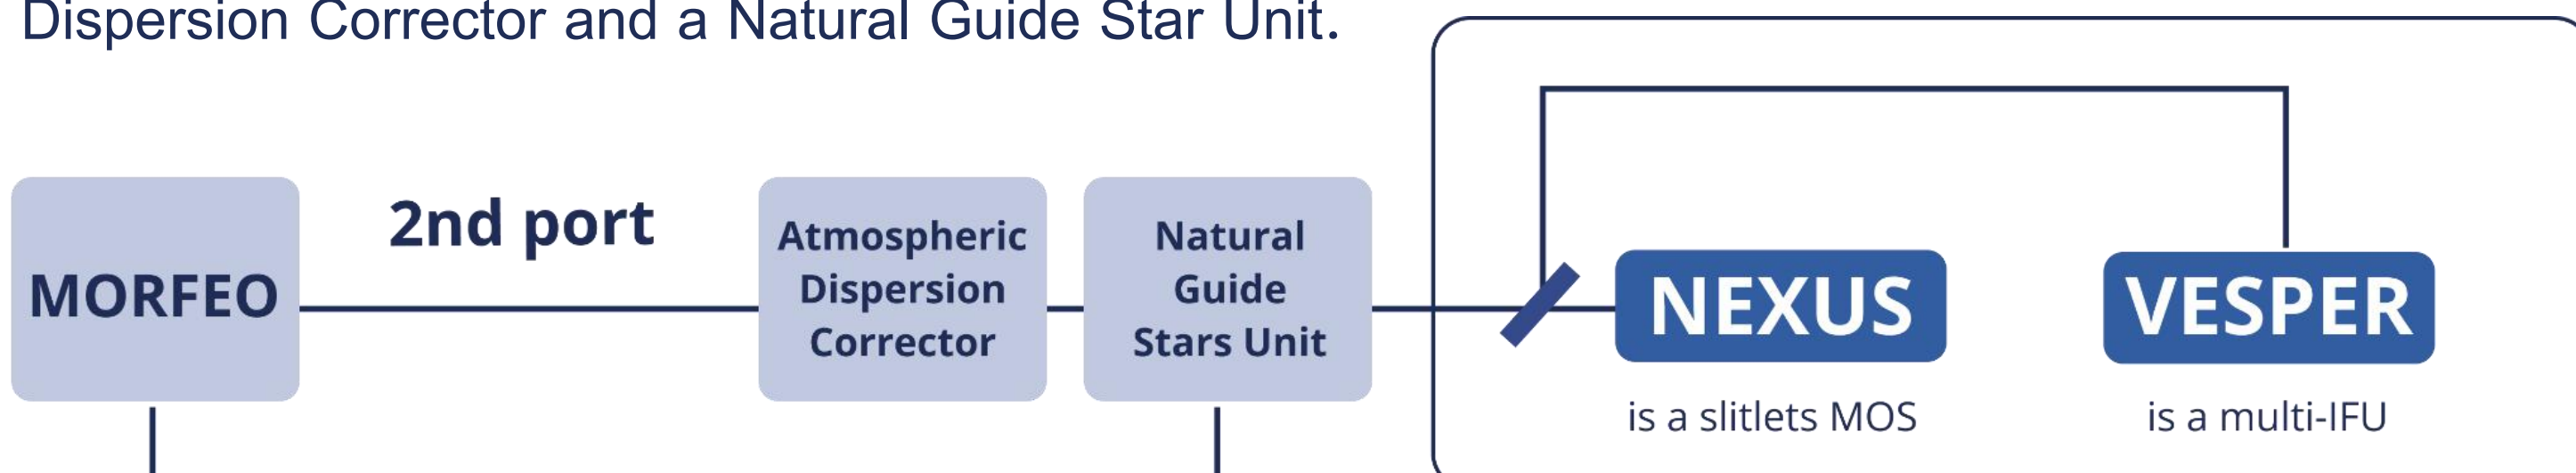 Dispersion Corrector and a Natural Guide Star Unit.
2nd port
MORFEO
Atmospheric
Dispersion
Corrector
Natural
Guide
Stars Unit
NEXUS
is a slitlets MOS
VESPER
is a multi-IFU